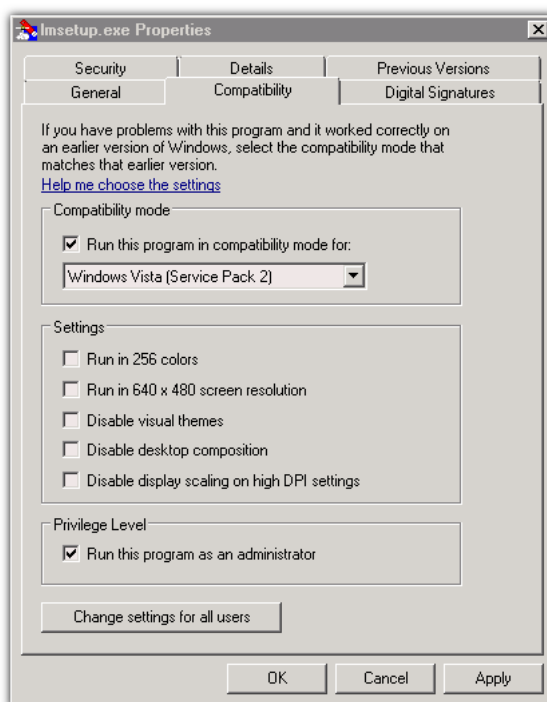 lmsetup.exe Properties
Security
Details
Previous Versions
General
Compatibility
Digital Signatures
If you have problems with this program and it worked correctly on
an earlier version of Windows, select the compatibility mode that
matches that earlier version.
Help me choose the settings
Compatibility mode
Run this program in compatibility mode for:
Windows Vista (Service Pack 2)
Settings
Run in 256 colors
Run in 640 x 480 screen resolution
Disable visual themes
Disable desktop composition
Disable display scaling on high DPI settings
Privilege Level
Run this program as an administrator
Change settings for all users
OK
Cancel
Apply